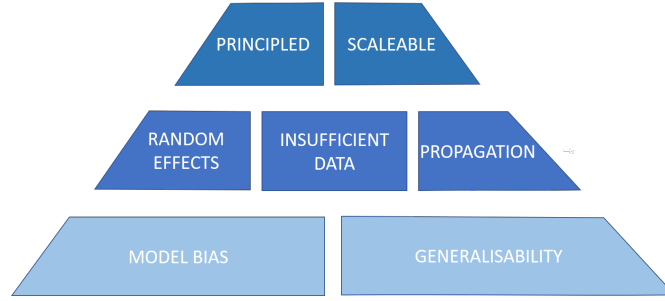 PRINCIPLED SCALEABLE
RANDOM EFFECTS INSUFFICIENT DATA PROPAGATION
MODEL BIAS GENERALISABILITY